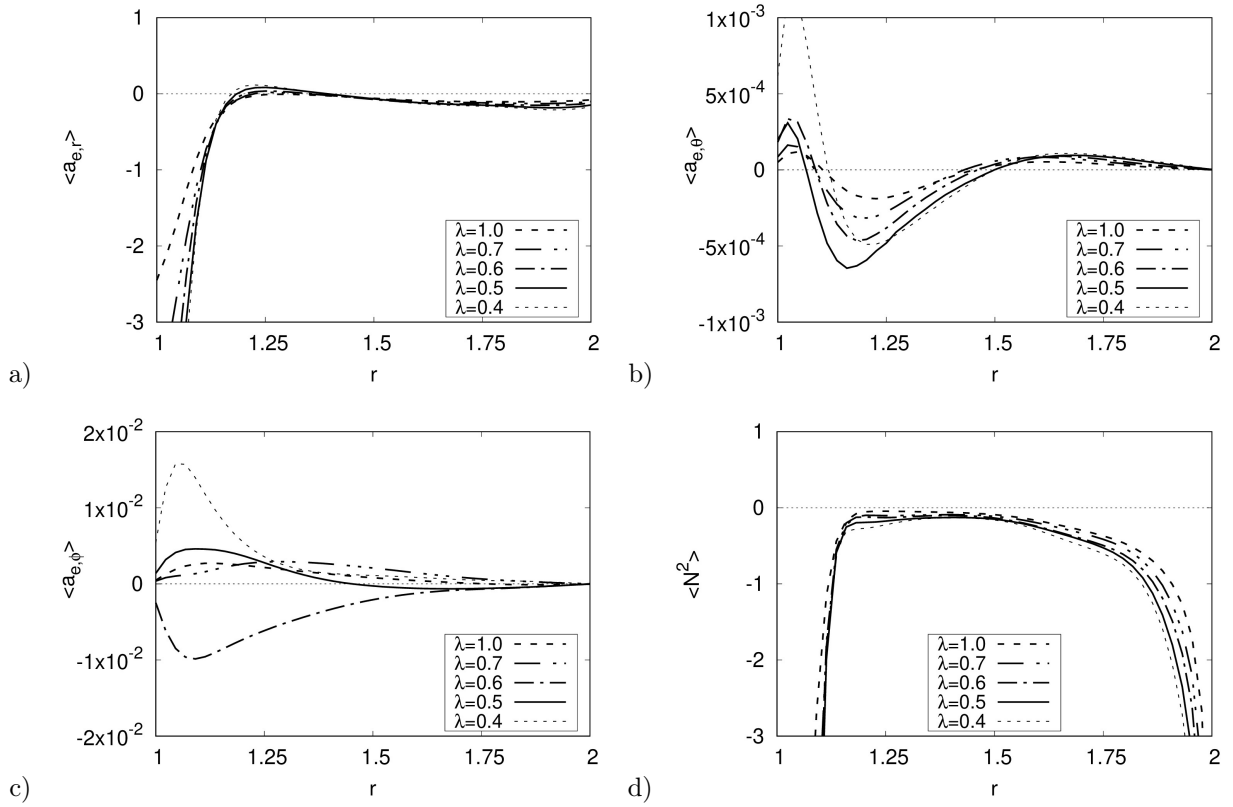 1
0
-1
-2
-3
<a_e,r>
1
1.25
1.5
1.75
2
r
λ=1.0
λ=0.7
λ=0.6
λ=0.5
λ=0.4
a)
1x10^-3
5x10^-4
0
-5x10^-4
-1x10^-3
<a_e,θ>
1
1.25
1.5
1.75
2
r
λ=1.0
λ=0.7
λ=0.6
λ=0.5
λ=0.4
b)
2x10^-2
1x10^-2
0
-1x10^-2
-2x10^-2
<a_e,ϕ>
1
1.25
1.5
1.75
2
r
λ=1.0
λ=0.7
λ=0.6
λ=0.5
λ=0.4
c)
1
0
-1
-2
-3
<N^2>
1
1.25
1.5
1.75
2
r
λ=1.0
λ=0.7
λ=0.6
λ=0.5
λ=0.4
d)